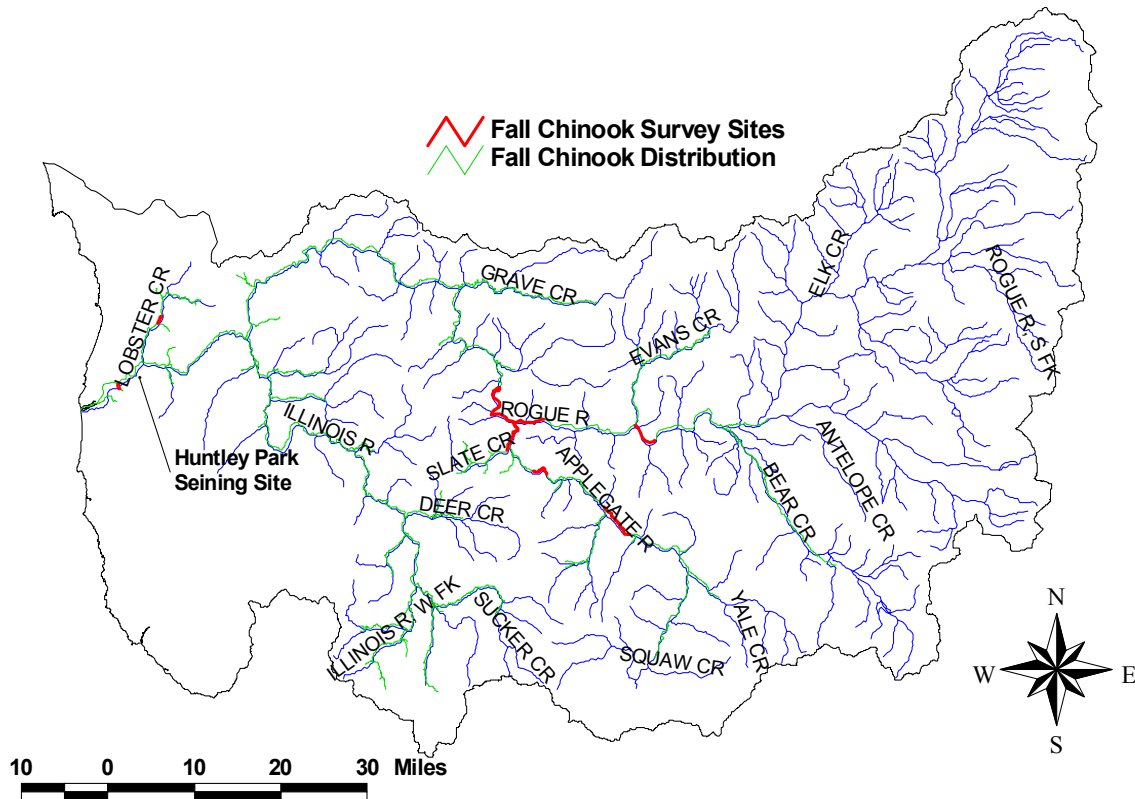 Fall Chinook Survey Sites
Fall Chinook Distribution
ELK CR
ROGUE R, S FK
GRAVE CR
LOBSTER CR
EVANS CR
ROGUE R
ILLINOIS R
SLATE CR
Huntley Park
Seining Site
APPLEGATE R
ANTELOPE CR
BEAR CR
DEER CR
ILLINOIS R, W FK
SUCKER CR
YALE CR
SQUAW CR
N
W
E
S
10 0 10 20 30 Miles